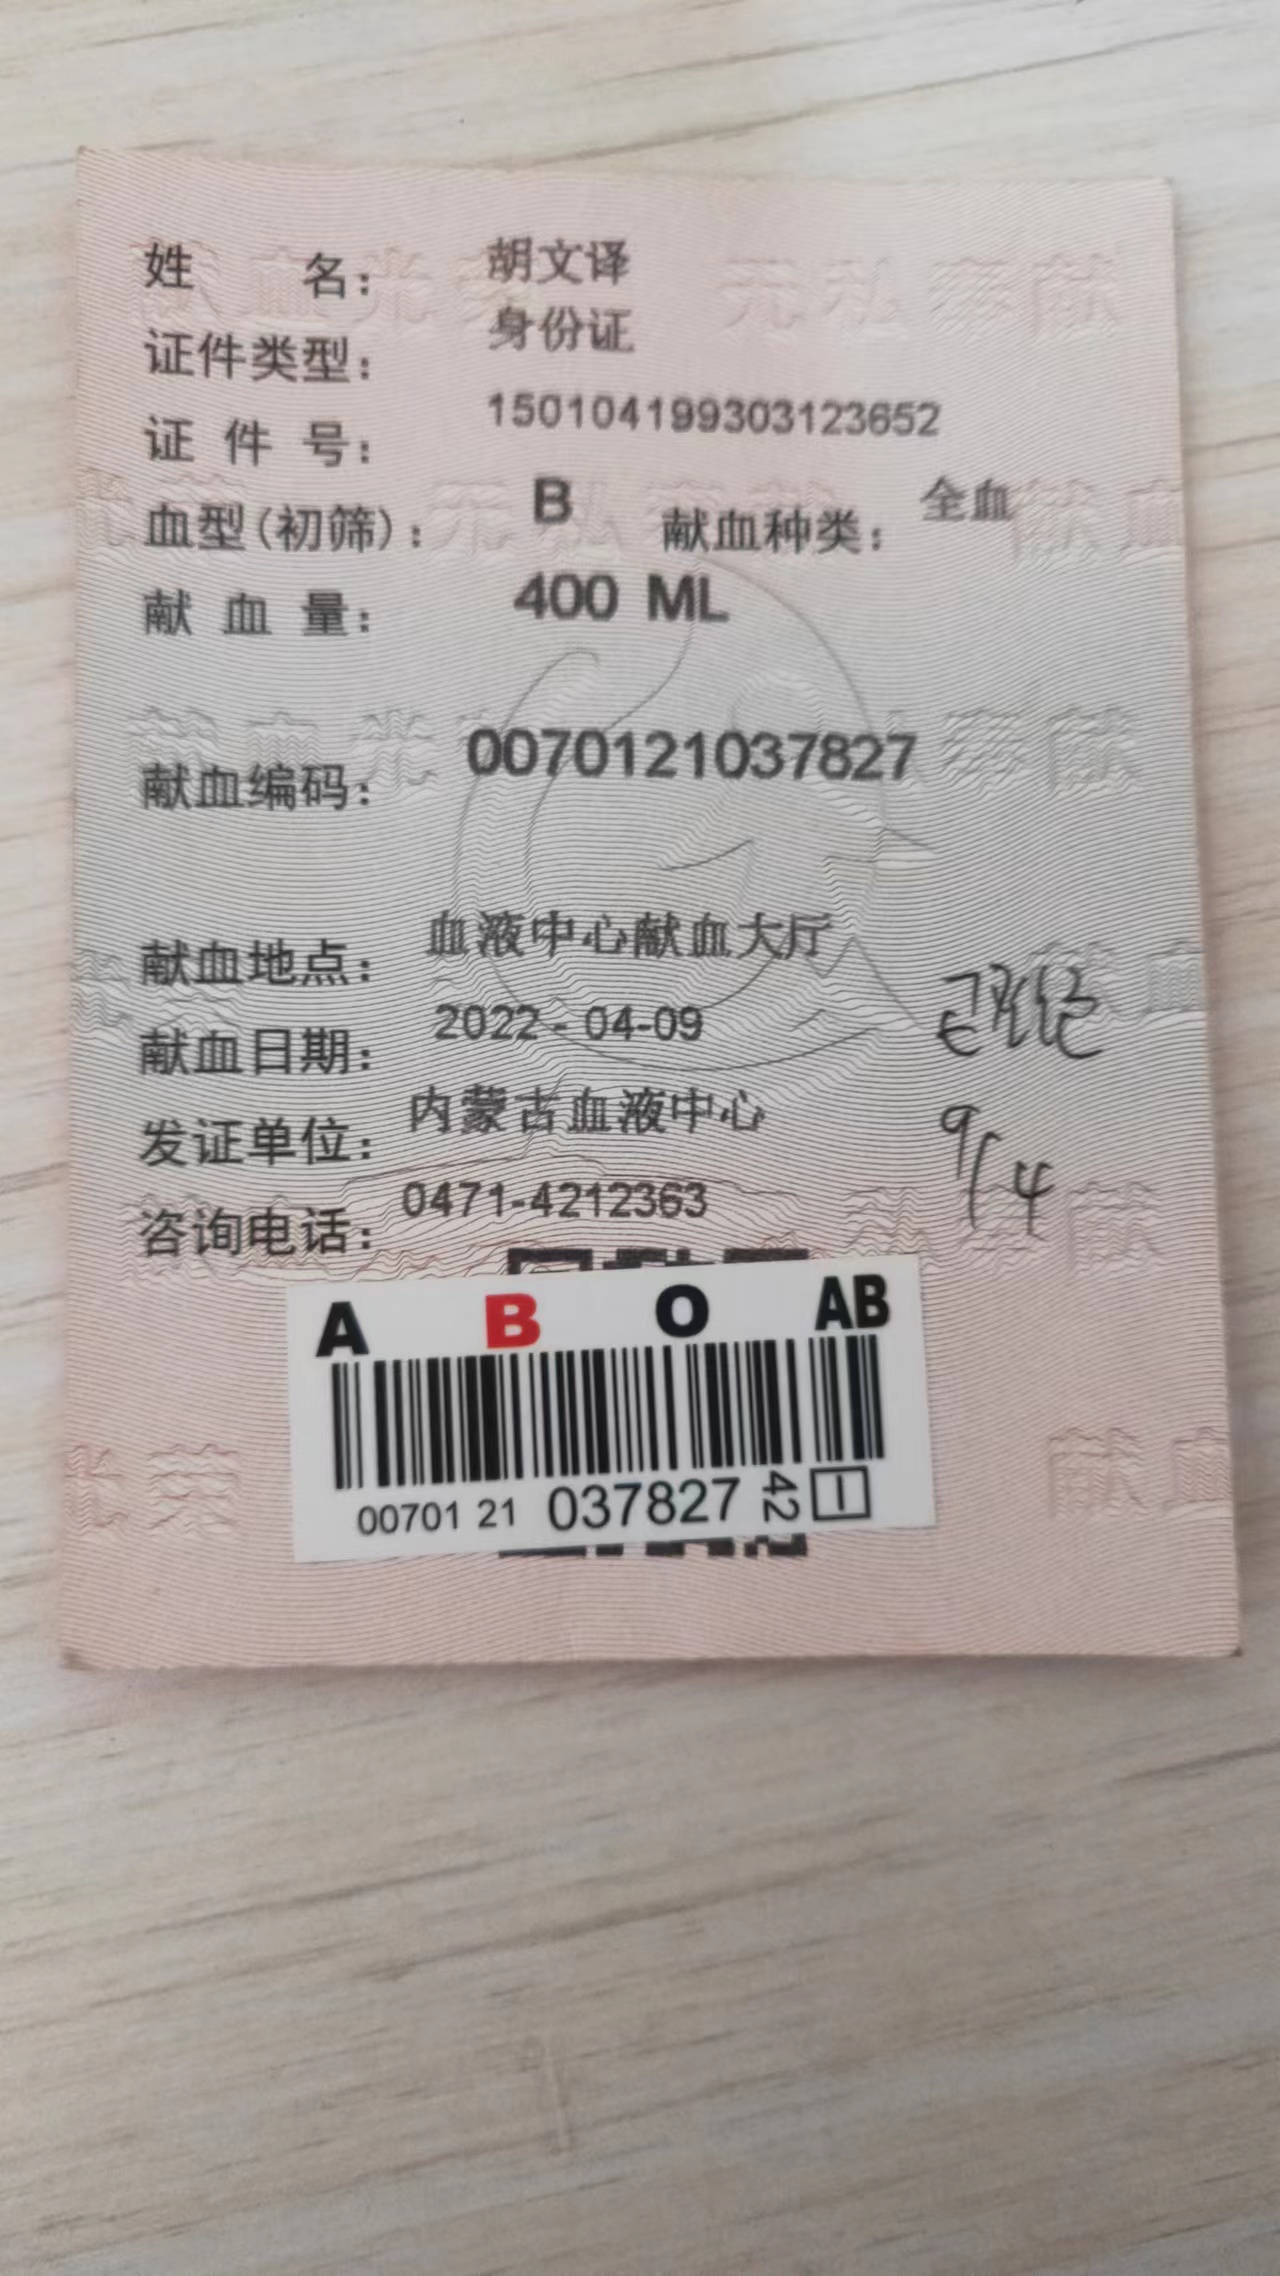 姓名： 胡文译
证件类型： 身份证
证件号： 150104199303123652
血型(初筛)： B 献血种类： 全血
献血量： 400 ML
献血编码： 0070121037827
献血地点： 血液中心献血大厅
献血日期： 2022-04-09
发证单位： 内蒙古血液中心
9/4
咨询电话： 0471-4212363
A B O AB
00701 21 037827 42 I